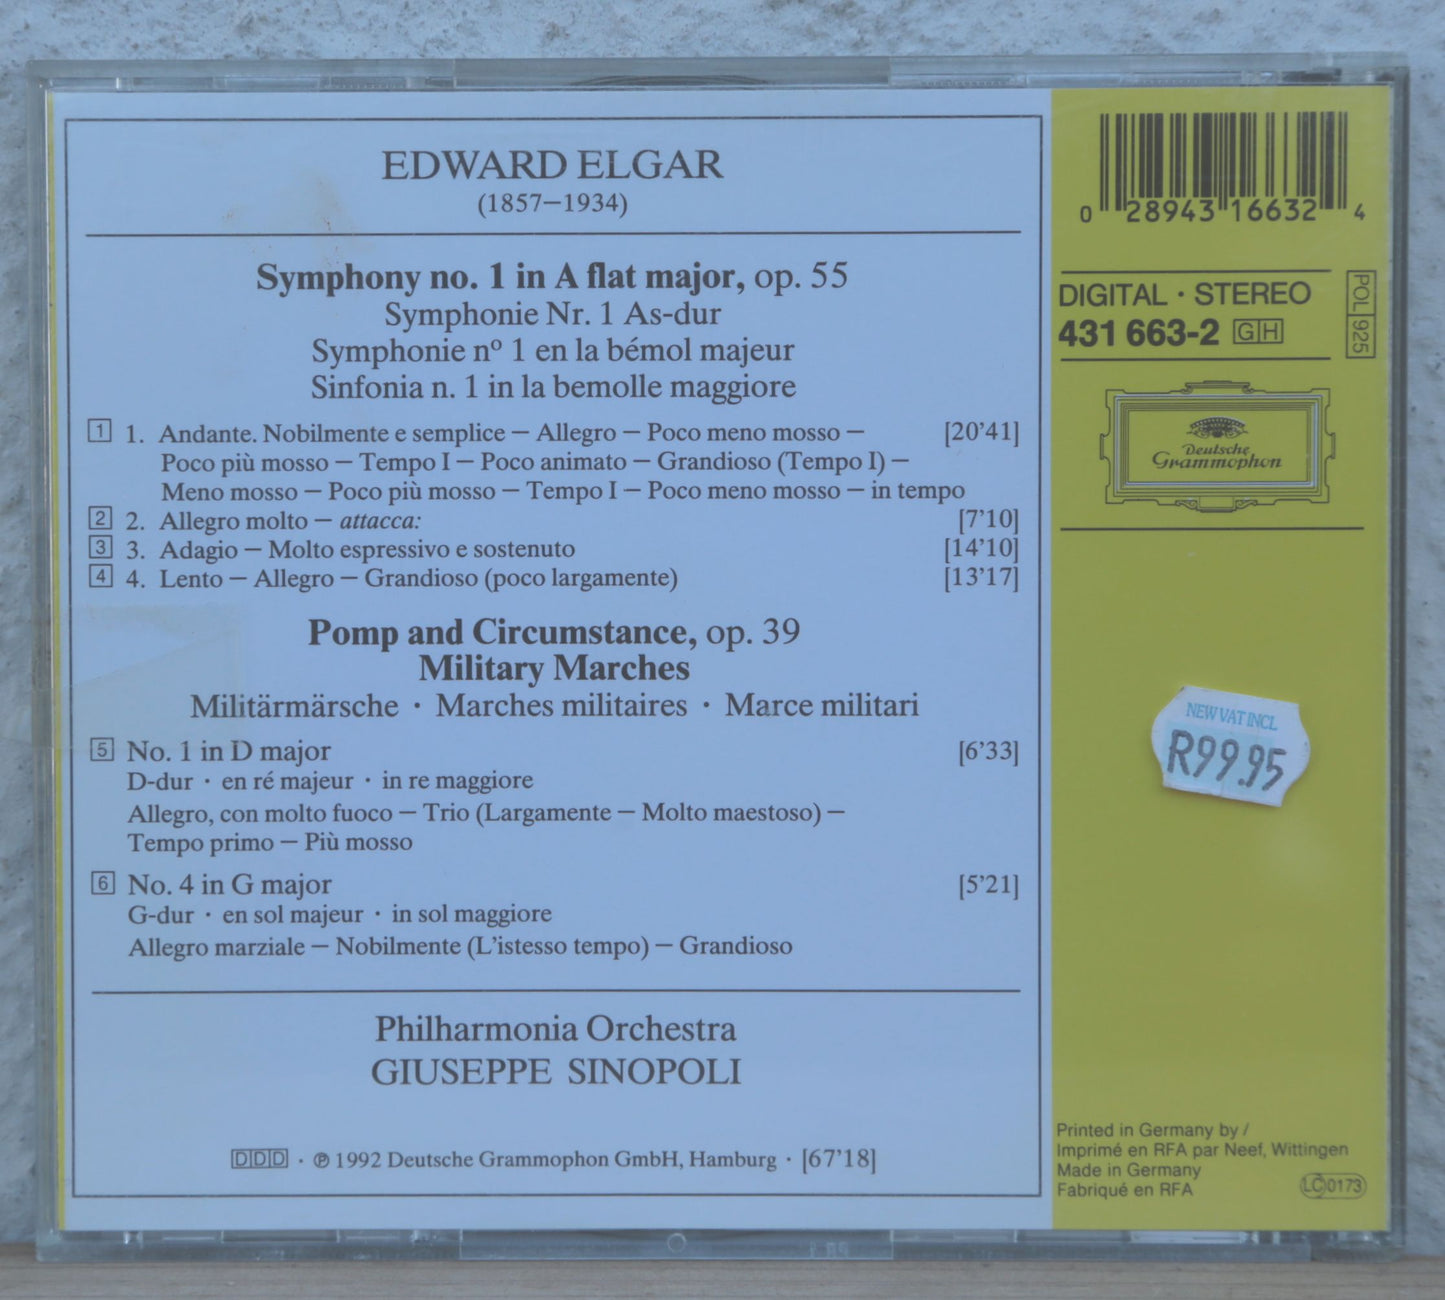 EDWARD ELGAR
(1857–1934)
Symphony no. 1 in A flat major, op. 55
Symphonie Nr. 1 As-dur
Symphonie nº 1 en la bémol majeur
Sinfonia n. 1 in la bemolle maggiore
1 1. Andante. Nobilmente e semplice – Allegro – Poco meno mosso – [20'41]
Poco più mosso – Tempo I – Poco animato – Grandioso (Tempo I) –
Meno mosso – Poco più mosso – Tempo I – Poco meno mosso – in tempo
2 2. Allegro molto – attacca: [7'10]
3 3. Adagio – Molto espressivo e sostenuto [14'10]
4 4. Lento – Allegro – Grandioso (poco largamente) [13'17]
Pomp and Circumstance, op. 39
Military Marches
Militärmärsche · Marches militaires · Marce militari
5 No. 1 in D major [6'33]
D-dur · en ré majeur · in re maggiore
Allegro, con molto fuoco – Trio (Largamente – Molto maestoso) –
Tempo primo – Più mosso
6 No. 4 in G major [5'21]
G-dur · en sol majeur · in sol maggiore
Allegro marziale – Nobilmente (L'istesso tempo) – Grandioso
Philharmonia Orchestra
GIUSEPPE SINOPOLI
DDD · ℗ 1992 Deutsche Grammophon GmbH, Hamburg · [67'18]
0 28943 16632 4
DIGITAL · STEREO
431 663-2 GH
POL 925
Deutsche
Grammophon
NEW VAT INCL
R99.95
Printed in Germany by /
Imprimé en RFA par Neef, Wittingen
Made in Germany
Fabriqué en RFA
LC 0173